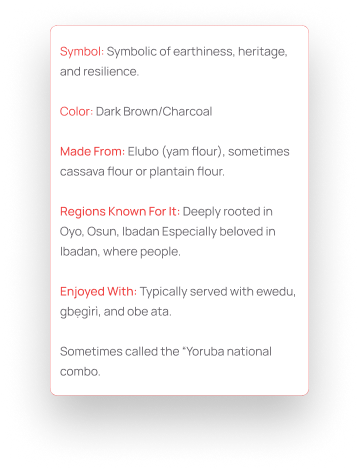 Symbol: Symbolic of earthiness, heritage,
and resilience.
Color: Dark Brown/Charcoal
Made From: Elubo (yam flour), sometimes
cassava flour or plantain flour.
Regions Known For It: Deeply rooted in
Oyo, Osun, Ibadan Especially beloved in
Ibadan, where people.
Enjoyed With: Typically served with ewedu,
gbẹgiri, and obe ata.
Sometimes called the “Yoruba national
combo.